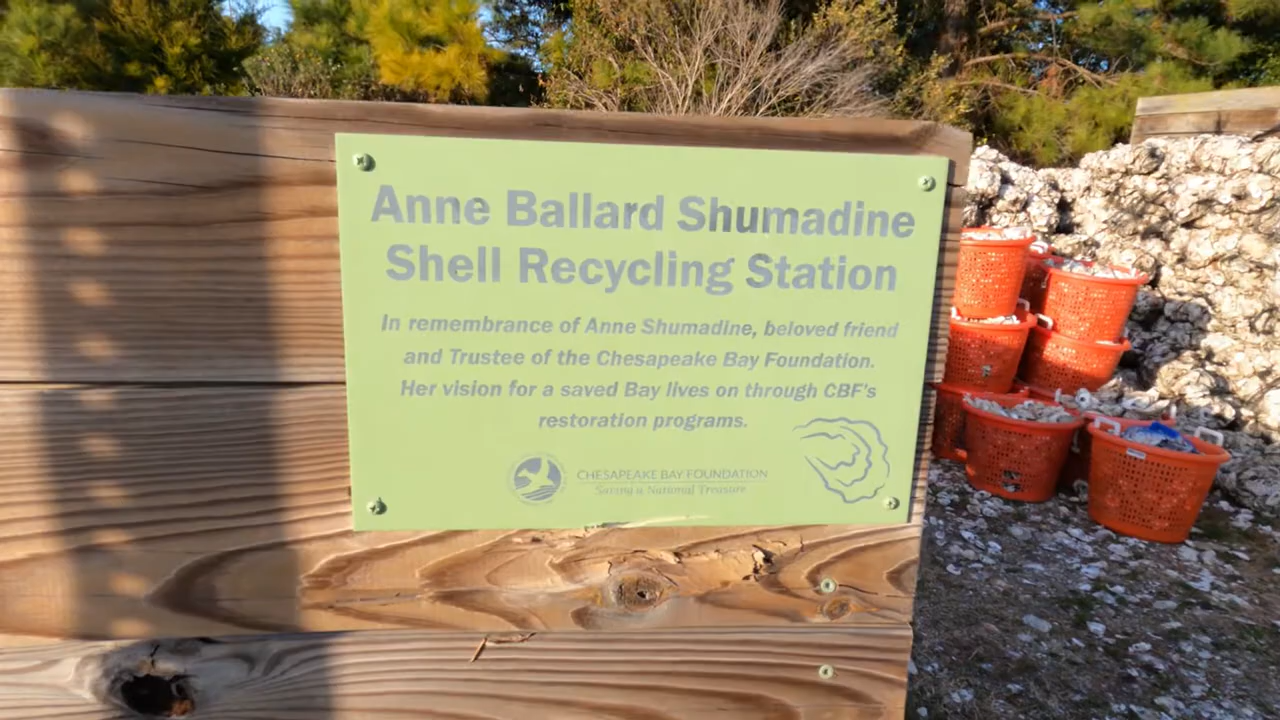 Anne Ballard Shumadine
Shell Recycling Station
In remembrance of Anne Shumadine, beloved friend
and Trustee of the Chesapeake Bay Foundation.
Her vision for a saved Bay lives on through CBF's
restoration programs.
CHESAPEAKE BAY FOUNDATION
Saving a National Treasure